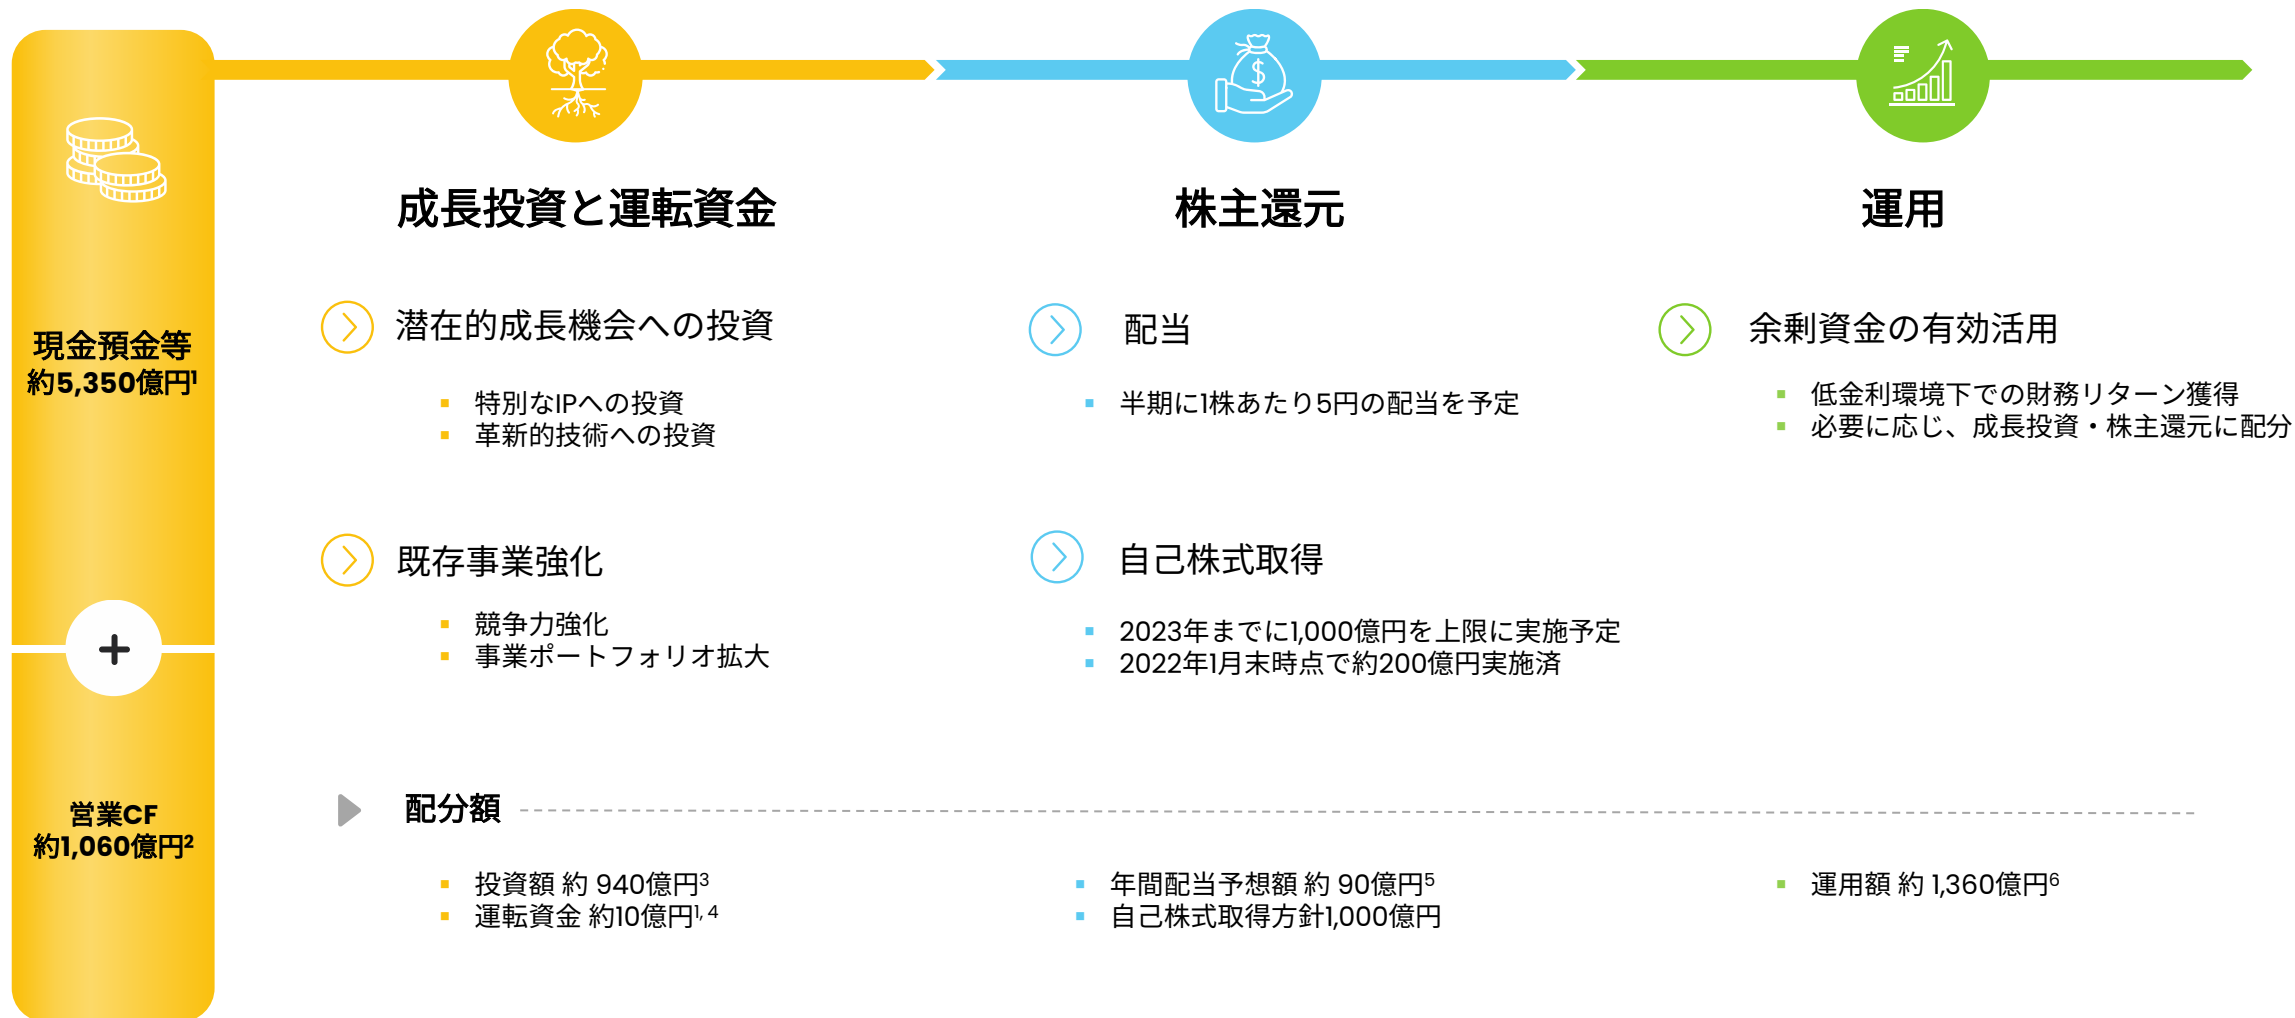 現金預金等
約5,350億円1
+
営業CF
約1,060億円2
成長投資と運転資金
潜在的成長機会への投資
特別なIPへの投資
革新的技術への投資
既存事業強化
競争力強化
事業ポートフォリオ拡大
株主還元
配当
半期に1株あたり5円の配当を予定
自己株式取得
2023年までに1,000億円を上限に実施予定
2022年1月末時点で約200億円実施済
運用
余剰資金の有効活用
低金利環境下での財務リターン獲得
必要に応じ、成長投資・株主還元に配分
配分額
投資額 約 940億円3
運転資金 約10億円1, 4
年間配当予想額 約 90億円5
自己株式取得方針1,000億円
運用額 約 1,360億円6